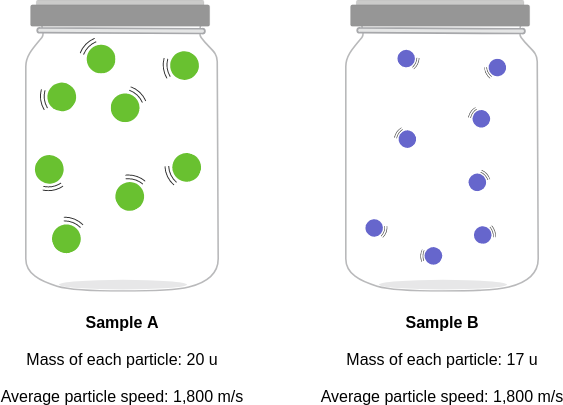 Sample A
Mass of each particle: 20 u
Average particle speed: 1,800 m/s
Sample B
Mass of each particle: 17 u
Average particle speed: 1,800 m/s